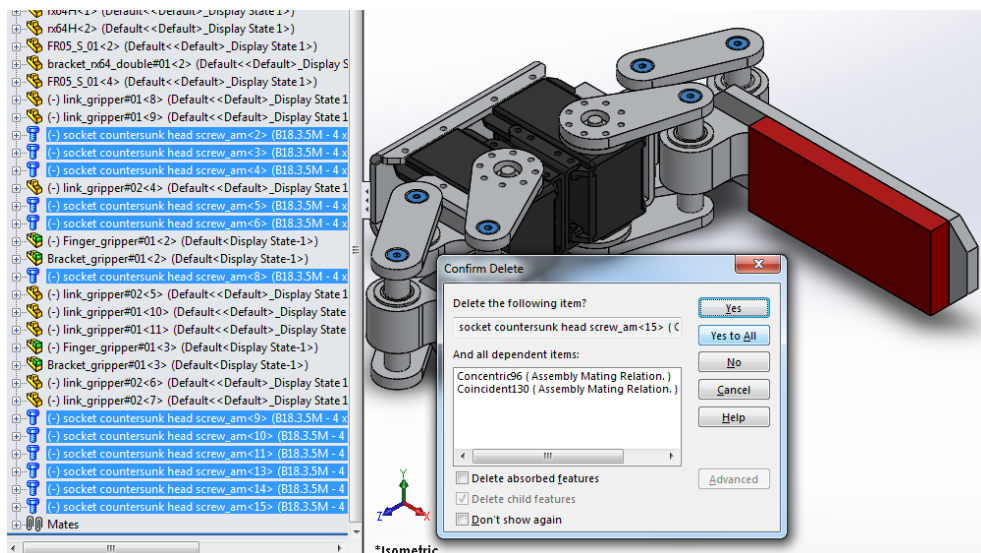 rx64H<1> (Default<<Default>_Display State 1>)
rx64H<2> (Default<<Default>_Display State 1>)
FR05_S_01<2> (Default<<Default>_Display State 1>)
bracket_rx64_double#01<2> (Default<<Default>_Display S
FR05_S_01<4> (Default<<Default>_Display State 1>)
(-) link_gripper#01<8> (Default<<Default>_Display State 1
(-) link_gripper#01<9> (Default<<Default>_Display State 1
(-) socket countersunk head screw_am<2> (B18.3.5M - 4 x
(-) socket countersunk head screw_am<3> (B18.3.5M - 4 x
(-) socket countersunk head screw_am<4> (B18.3.5M - 4 x
(-) link_gripper#02<4> (Default<<Default>_Display State 1
(-) socket countersunk head screw_am<5> (B18.3.5M - 4 x
(-) socket countersunk head screw_am<6> (B18.3.5M - 4 x
(-) Finger_gripper#01<2> (Default<Display State-1>)
Bracket_gripper#01<2> (Default<Display State-1>)
(-) socket countersunk head screw_am<8> (B18.3.5M - 4 x
(-) link_gripper#02<5> (Default<<Default>_Display State 1
(-) link_gripper#01<10> (Default<<Default>_Display State
(-) link_gripper#01<11> (Default<<Default>_Display State
(-) Finger_gripper#01<3> (Default<Display State-1>)
Bracket_gripper#01<3> (Default<Display State-1>)
(-) link_gripper#02<6> (Default<<Default>_Display State 1
(-) link_gripper#02<7> (Default<<Default>_Display State 1
(-) socket countersunk head screw_am<9> (B18.3.5M - 4 x
(-) socket countersunk head screw_am<10> (B18.3.5M - 4
(-) socket countersunk head screw_am<11> (B18.3.5M - 4
(-) socket countersunk head screw_am<13> (B18.3.5M - 4
(-) socket countersunk head screw_am<14> (B18.3.5M - 4
(-) socket countersunk head screw_am<15> (B18.3.5M - 4
Mates
Confirm Delete
Delete the following item?
socket countersunk head screw_am<15> ( C
And all dependent items:
Concentric96 ( Assembly Mating Relation. )
Coincident130 ( Assembly Mating Relation. )
Delete absorbed features
Delete child features
Don't show again
Yes
Yes to All
No
Cancel
Help
Advanced
Y
Z
X
*Isometric